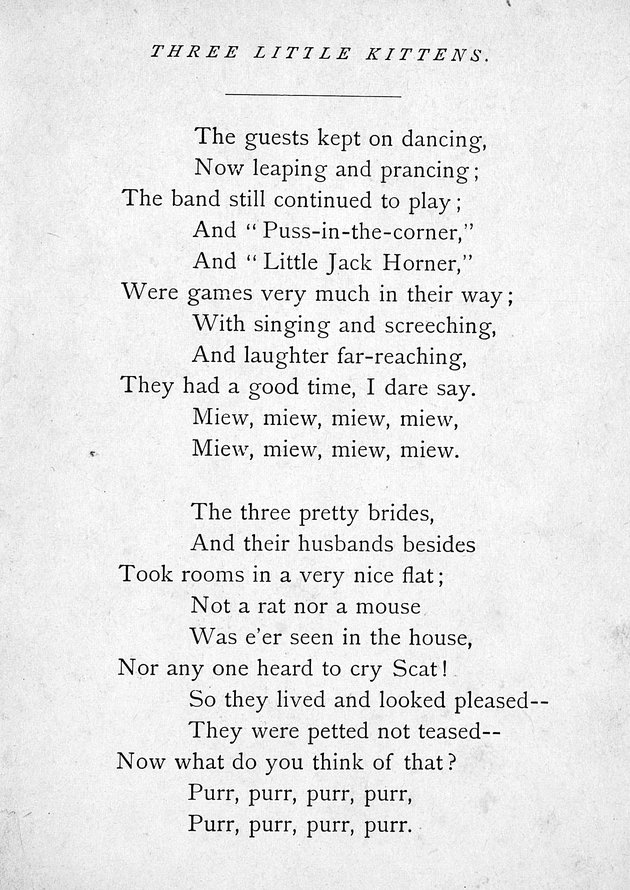 THREE LITTLE KITTENS.
The guests kept on dancing,
Now leaping and prancing;
The band still continued to play;
And “Puss-in-the-corner,”
And “Little Jack Horner,”
Were games very much in their way;
With singing and screeching,
And laughter far-reaching,
They had a good time, I dare say.
Miew, miew, miew, miew,
Miew, miew, miew, miew.
The three pretty brides,
And their husbands besides
Took rooms in a very nice flat;
Not a rat nor a mouse
Was e’er seen in the house,
Nor any one heard to cry Scat!
So they lived and looked pleased--
They were petted not teased--
Now what do you think of that?
Purr, purr, purr, purr,
Purr, purr, purr, purr.